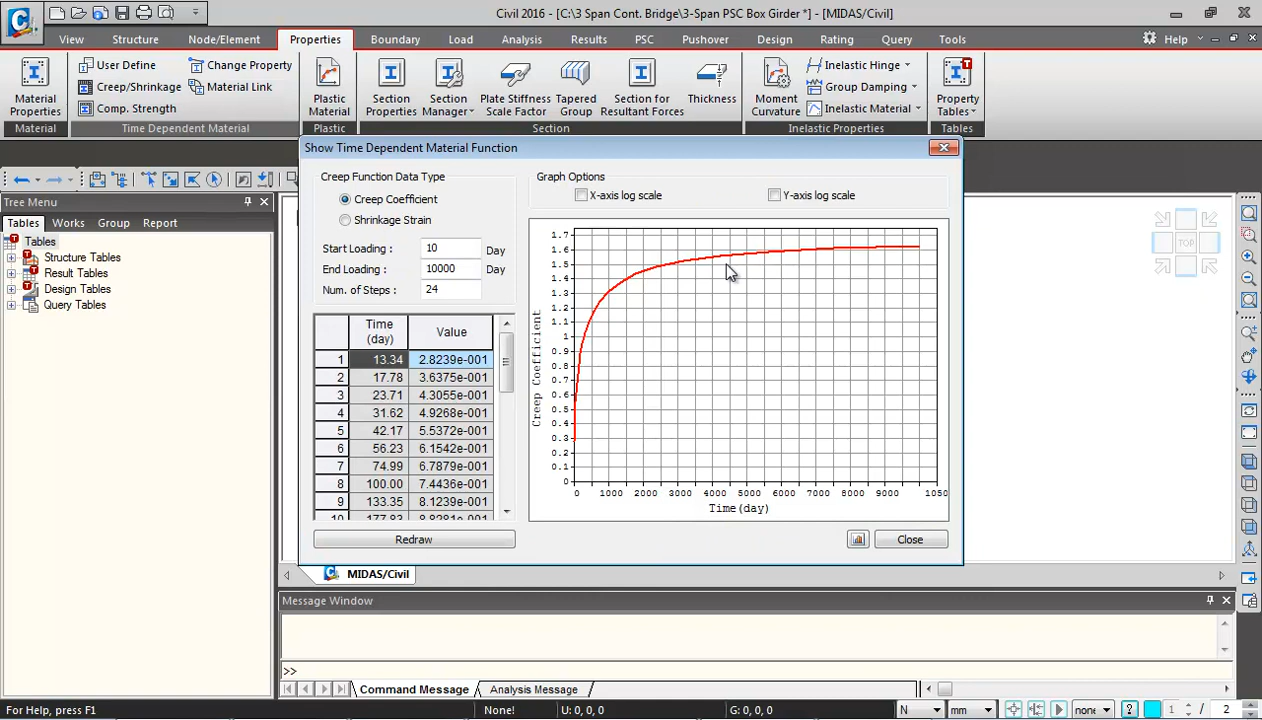 Civil 2016 - [C:\3 Span Cont. Bridge\3-Span PSC Box Girder *] - [MIDAS/Civil]
View Structure Node/Element Properties Boundary Load Analysis Results PSC Pushover Design Rating Query Tools Help
User Define Change Property Inelastic Hinge
Creep/Shrinkage Material Link Group Damping
Comp. Strength Inelastic Material
Material Properties
Plastic Material
Section Properties
Section Manager
Plate Stiffness Scale Factor
Tapered Group
Section for Resultant Forces
Thickness
Moment Curvature
Property Tables
Material Time Dependent Material Plastic Section Inelastic Properties Tables
Show Time Dependent Material Function
Tree Menu
Tables Works Group Report
Tables
Structure Tables
Result Tables
Design Tables
Query Tables
Creep Function Data Type
Creep Coefficient
Shrinkage Strain
Start Loading : 10 Day
End Loading : 10000 Day
Num. of Steps : 24
Time (day) Value
1 13.34 2.8239e-001
2 17.78 3.6375e-001
3 23.71 4.3055e-001
4 31.62 4.9268e-001
5 42.17 5.5372e-001
6 56.23 6.1542e-001
7 74.99 6.7879e-001
8 100.00 7.4436e-001
9 133.35 8.1239e-001
10 177.83 8.8281e-001
Redraw
Graph Options
X-axis log scale Y-axis log scale
1.7
1.6
1.5
1.4
1.3
1.2
1.1
1
0.9
0.8
0.7
0.6
0.5
0.4
0.3
0.2
0.1
0
Creep Coefficient
0 1000 2000 3000 4000 5000 6000 7000 8000 9000 1050
Time(day)
Close
TOP
MIDAS/Civil
Message Window
>>
Command Message Analysis Message
For Help, press F1 None! U: 0, 0, 0 G: 0, 0, 0 N mm none ? 1 / 2